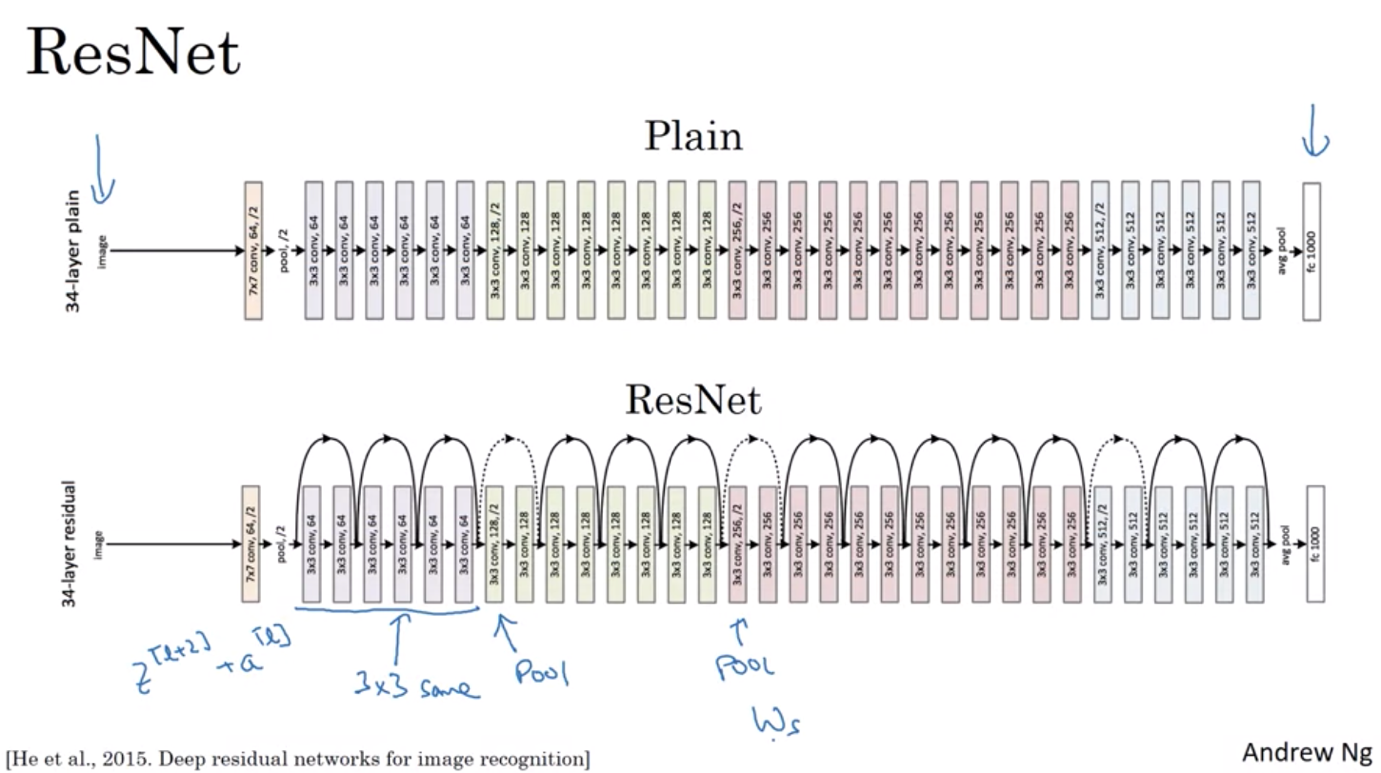 ResNet
Plain
34-layer plain
image
7x7 conv, 64, /2
pool, /2
3x3 conv, 64
3x3 conv, 64
3x3 conv, 64
3x3 conv, 64
3x3 conv, 64
3x3 conv, 64
3x3 conv, 128, /2
3x3 conv, 128
3x3 conv, 128
3x3 conv, 128
3x3 conv, 128
3x3 conv, 128
3x3 conv, 128
3x3 conv, 128
3x3 conv, 256, /2
3x3 conv, 256
3x3 conv, 256
3x3 conv, 256
3x3 conv, 256
3x3 conv, 256
3x3 conv, 256
3x3 conv, 256
3x3 conv, 256
3x3 conv, 256
3x3 conv, 256
3x3 conv, 256
3x3 conv, 512, /2
3x3 conv, 512
3x3 conv, 512
3x3 conv, 512
3x3 conv, 512
3x3 conv, 512
avg pool
fc 1000
ResNet
34-layer residual
image
7x7 conv, 64, /2
pool, /2
3x3 conv, 64
3x3 conv, 64
3x3 conv, 64
3x3 conv, 64
3x3 conv, 64
3x3 conv, 64
3x3 conv, 128, /2
3x3 conv, 128
3x3 conv, 128
3x3 conv, 128
3x3 conv, 128
3x3 conv, 128
3x3 conv, 128
3x3 conv, 128
3x3 conv, 256, /2
3x3 conv, 256
3x3 conv, 256
3x3 conv, 256
3x3 conv, 256
3x3 conv, 256
3x3 conv, 256
3x3 conv, 256
3x3 conv, 256
3x3 conv, 256
3x3 conv, 256
3x3 conv, 256
3x3 conv, 512, /2
3x3 conv, 512
3x3 conv, 512
3x3 conv, 512
3x3 conv, 512
3x3 conv, 512
avg pool
fc 1000
z^[l+2] + a^[l]
3x3 same
Pool
Pool
Ws
[He et al., 2015. Deep residual networks for image recognition]
Andrew Ng